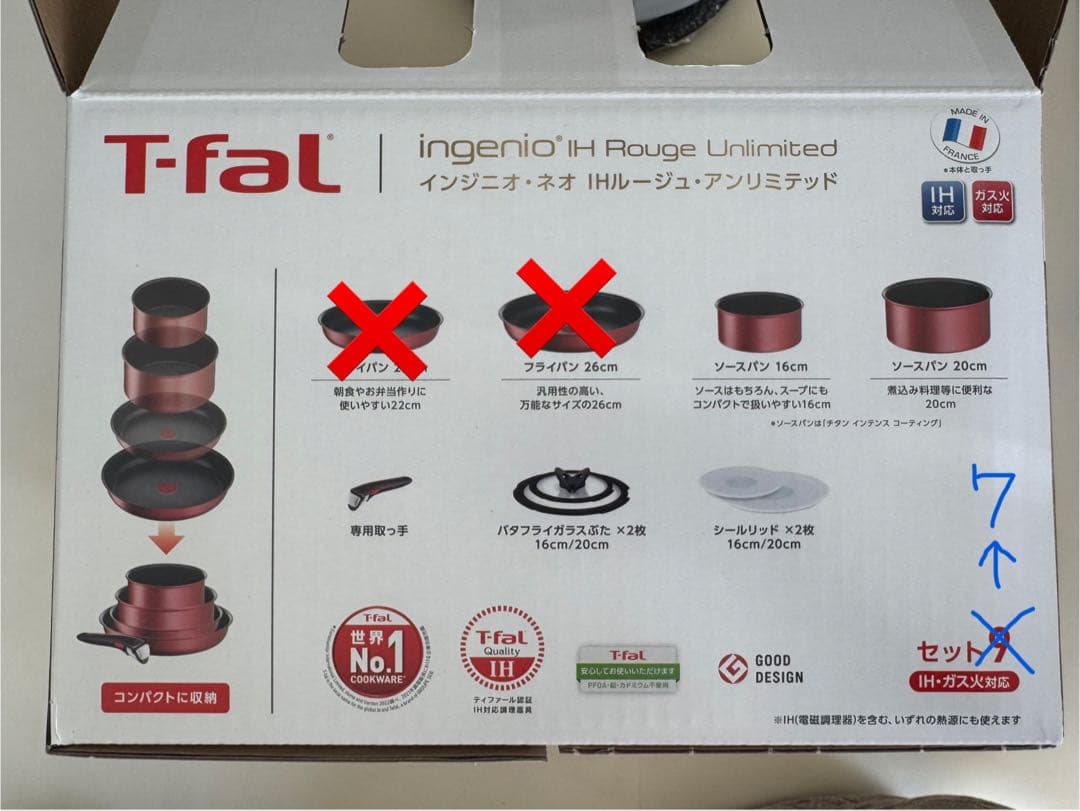 T-fal
ingenio® IH Rouge Unlimited
インジニオ・ネオ IHルージュ・アンリミテッド
MADE IN
FRANCE
*本体と取っ手
IH
対応
ガス火
対応
イパン
朝食やお弁当作りに
使いやすい22cm
フライパン 26cm
汎用性の高い、
万能なサイズの26cm
ソースパン 16cm
ソースはもちろん、スープにも
コンパクトで扱いやすい16cm
ソースパン 20cm
煮込み料理等に便利な
20cm
*ソースパンは「チタン インテンス コーティング」
専用取っ手
バタフライガラスぶた ×2枚
16cm/20cm
シールリッド ×2枚
16cm/20cm
7
セット9
IH・ガス火対応
コンパクトに収納
T-fal
世界
No.1
COOKWARE
T-fal
Quality
IH
ティファール認証
IH対応調理器具
T-fal
安心してお使いいただけます
PFOA・鉛・カドミウム不使用
GOOD
DESIGN
※IH(電磁調理器)を含む、いずれの熱源にも使えます